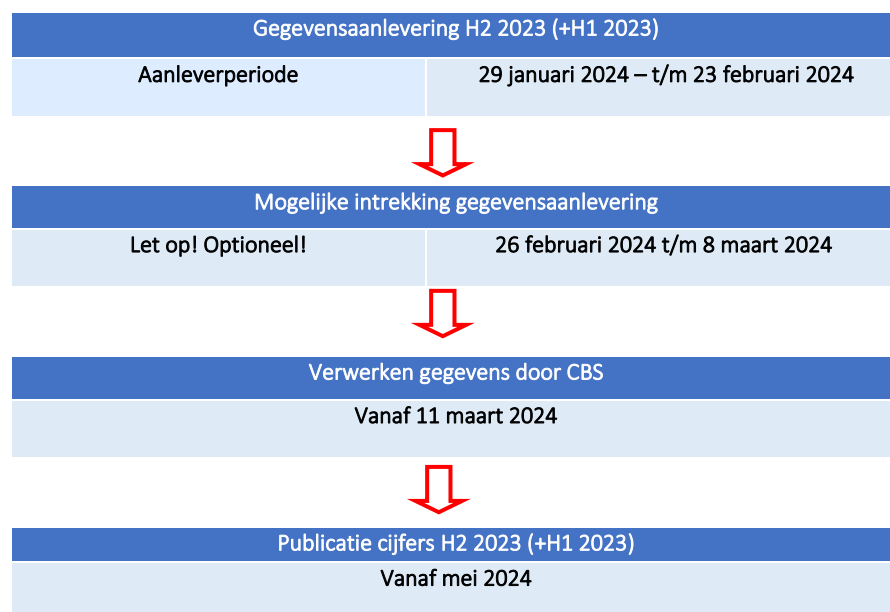 Gegevensaanlevering H2 2023 (+H1 2023)
Aanleverperiode
29 januari 2024 – t/m 23 februari 2024
Mogelijke intrekking gegevensaanlevering
Let op! Optioneel!
26 februari 2024 t/m 8 maart 2024
Verwerken gegevens door CBS
Vanaf 11 maart 2024
Publicatie cijfers H2 2023 (+H1 2023)
Vanaf mei 2024